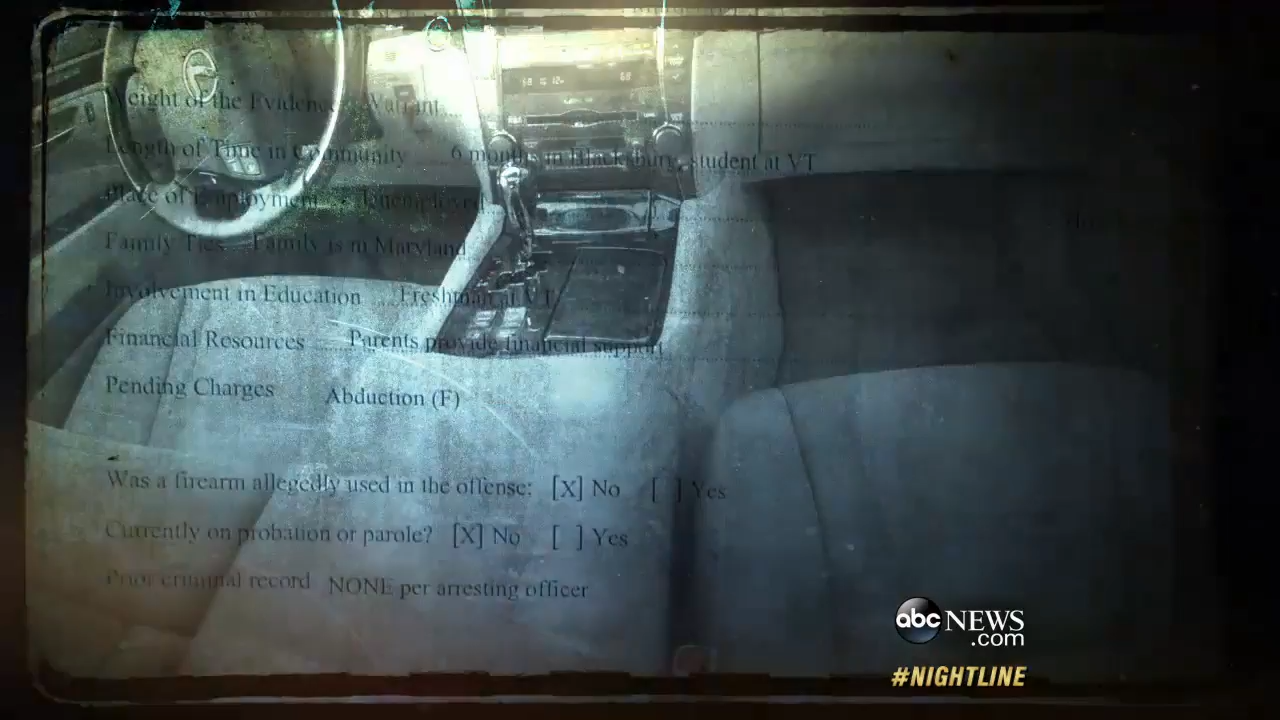 Weight of the Evidence Warrant
Length of Time in Community 6 months in Blacksburg, student at VT
Place of Employment Unemployed
Family Ties Family is in Maryland
Involvement in Education Freshman at VT
Financial Resources Parents provide financial support
Pending Charges Abduction (F)
Was a firearm allegedly used in the offense: [X] No [ ] Yes
Currently on probation or parole? [X] No [ ] Yes
Prior criminal record NONE per arresting officer
abc NEWS
.com
#NIGHTLINE